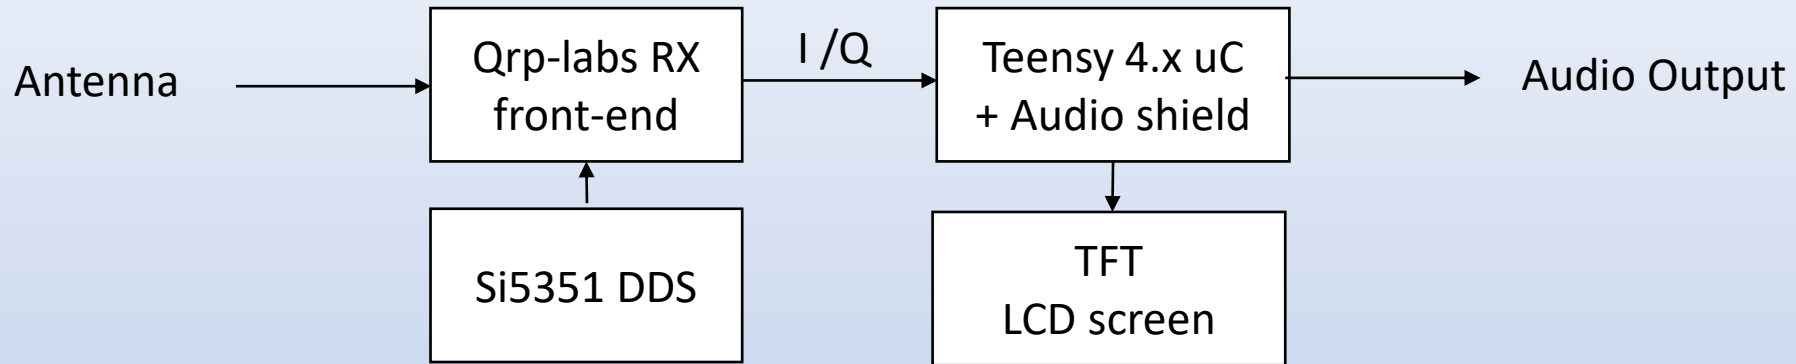 Antenna
Qrp-labs RX
front-end
I /Q
Teensy 4.x uC
+ Audio shield
Audio Output
Si5351 DDS
TFT
LCD screen